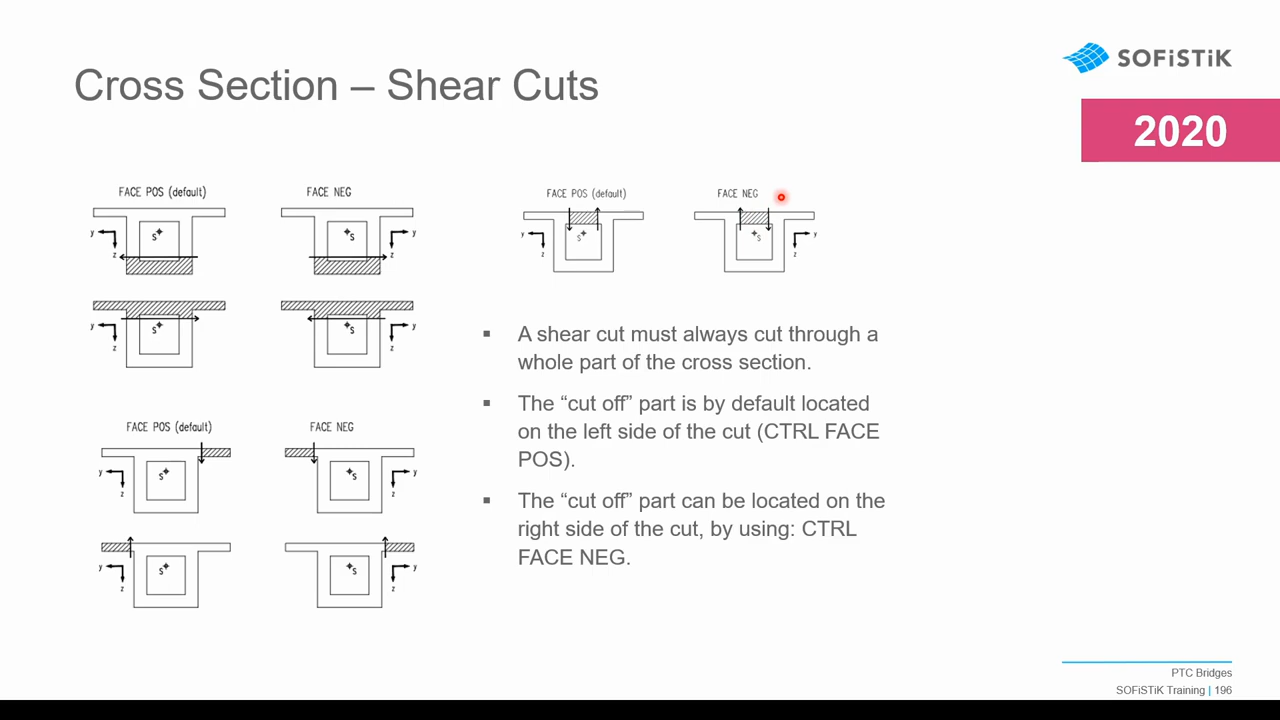 Cross Section – Shear Cuts
SOFiSTiK
2020
FACE POS (default)
FACE NEG
FACE POS (default)
FACE NEG
y
z
S
S
y
z
y
z
S
S
y
z
y
z
S
S
y
z
y
z
S
S
y
z
FACE POS (default)
FACE NEG
y
z
S
S
y
z
y
z
S
S
y
z
▪ A shear cut must always cut through a
whole part of the cross section.
▪ The “cut off” part is by default located
on the left side of the cut (CTRL FACE
POS).
▪ The “cut off” part can be located on the
right side of the cut, by using: CTRL
FACE NEG.
PTC Bridges
SOFiSTiK Training | 196